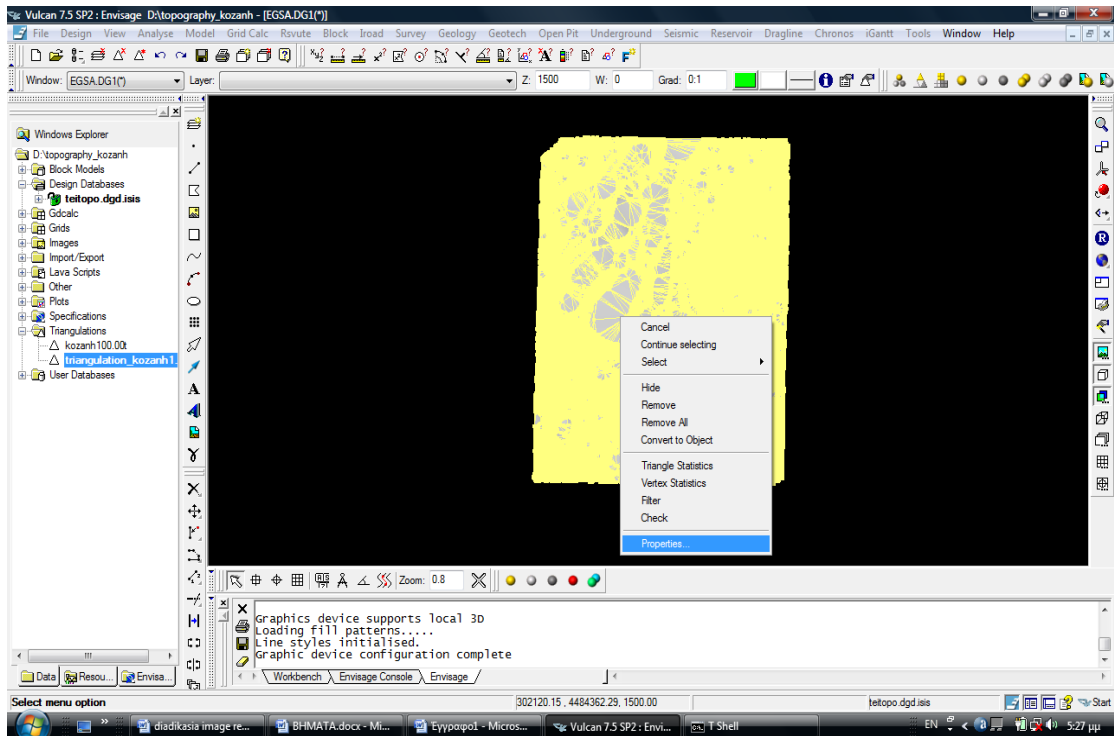 Vulcan 7.5 SP2 : Envisage D:\topography_kozanh - [EGSA.DG1(*)]
File Design View Analyse Model Grid Calc Rsvute Block Iroad Survey Geology Geotech Open Pit Underground Seismic Reservoir Dragline Chronos iGantt Tools Window Help
Window: EGSA.DG1(*) Layer: Z: 1500 W: 0 Grad: 0:1
Windows Explorer
D:\topography_kozanh
Block Models
Design Databases
teitopo.dgd.isis
Gdcalc
Grids
Images
Import/Export
Lava Scripts
Other
Plots
Specifications
Triangulations
kozanh100.00t
triangulation_kozanh1.
User Databases
Cancel
Continue selecting
Select
Hide
Remove
Remove All
Convert to Object
Triangle Statistics
Vertex Statistics
Filter
Check
Properties...
Zoom: 0.8
Graphics device supports local 3D
Loading fill patterns.....
Line styles initialised.
Graphic device configuration complete
Data Resou... Envisa...
Workbench Envisage Console Envisage
Select menu option 302120.15 , 4484362.29, 1500.00 teitopo.dgd.isis Start
diadikasia image re... BHMATA.docx - Mi... Έγγραφο1 - Micros... Vulcan 7.5 SP2 : Envi... T Shell EN 5:27 μμ